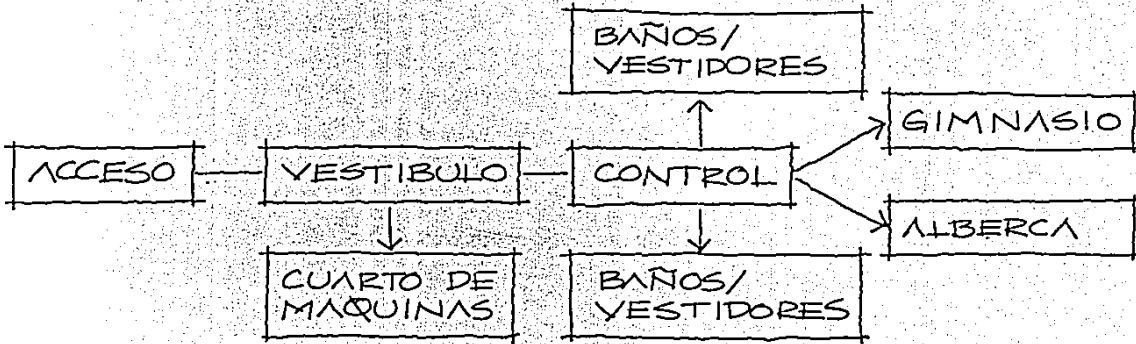 BAÑOS/
VESTIDORES
GIMNASIO
ACCESO
VESTIBULO
CONTROL
ALBERCA
CUARTO DE
MAQUINAS
BAÑOS/
VESTIDORES